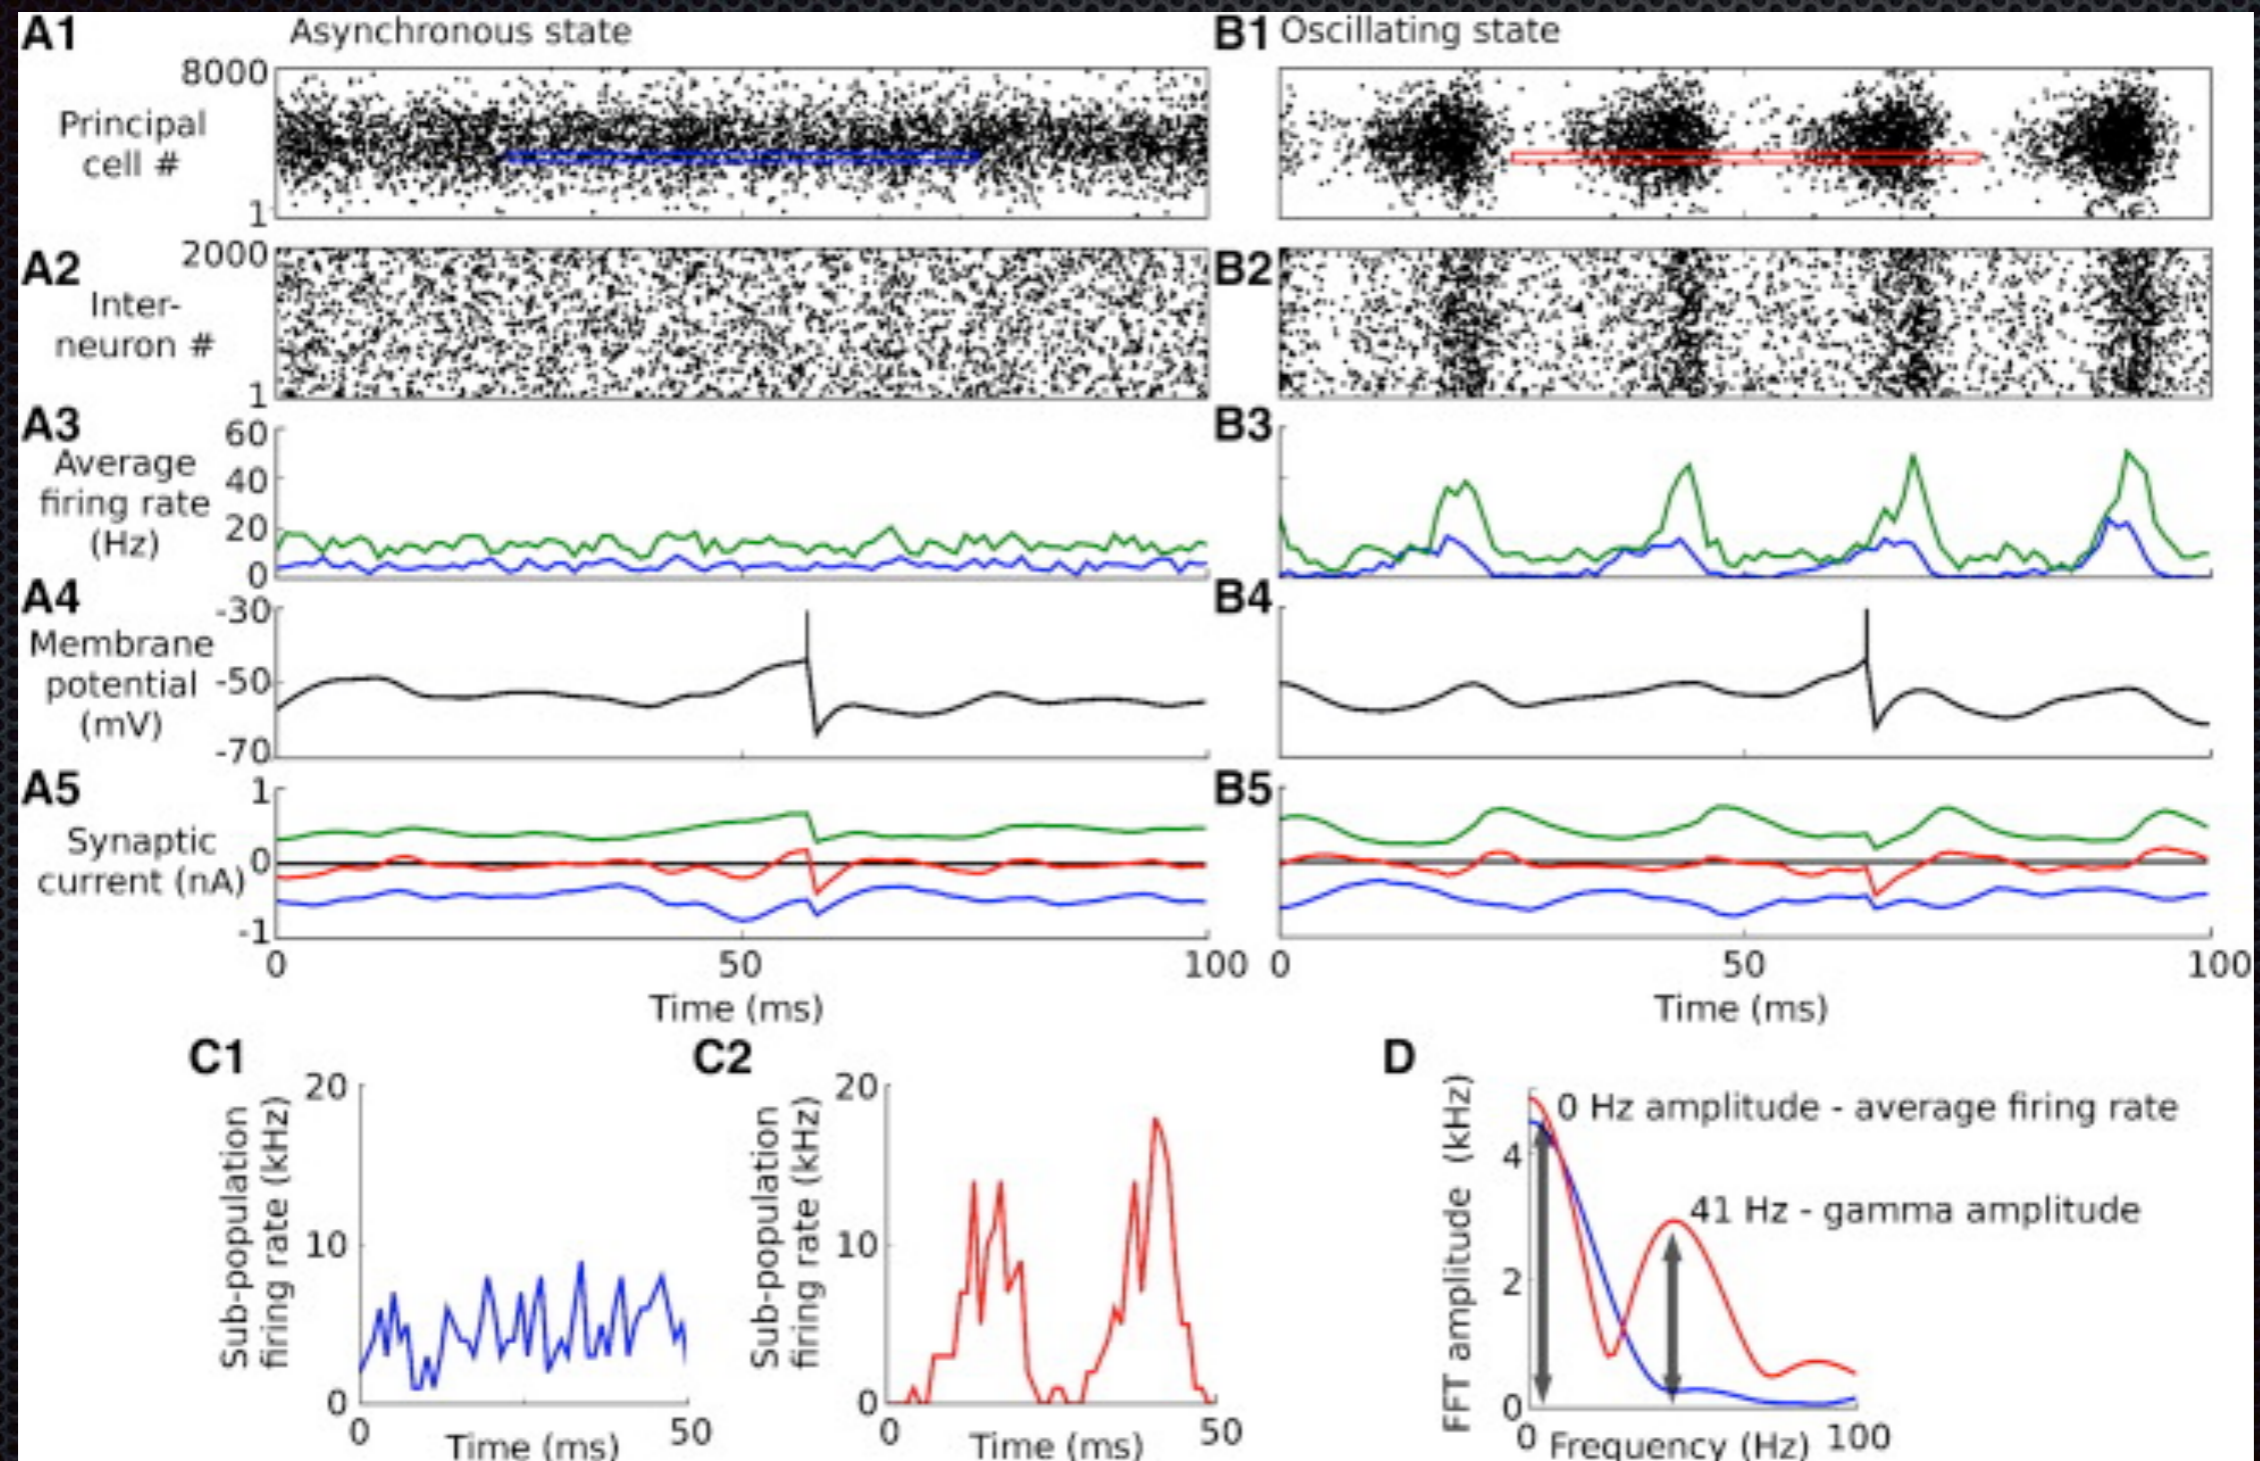 A1
Asynchronous state
B1
Oscillating state
8000
Principal
cell #
1
A2
2000
B2
Inter-
neuron #
1
A3
60
B3
Average
firing rate
(Hz)
40
20
0
A4
-30
B4
Membrane
potential
(mV)
-50
-70
A5
1
B5
Synaptic
current (nA)
0
-1
0
50
100
0
50
100
Time (ms)
Time (ms)
C1
C2
D
Sub-population
firing rate (kHz)
20
10
0
0
50
Time (ms)
Sub-population
firing rate (kHz)
20
10
0
0
50
Time (ms)
FFT amplitude (kHz)
0 Hz amplitude - average firing rate
4
41 Hz - gamma amplitude
2
0
0
100
Frequency (Hz)